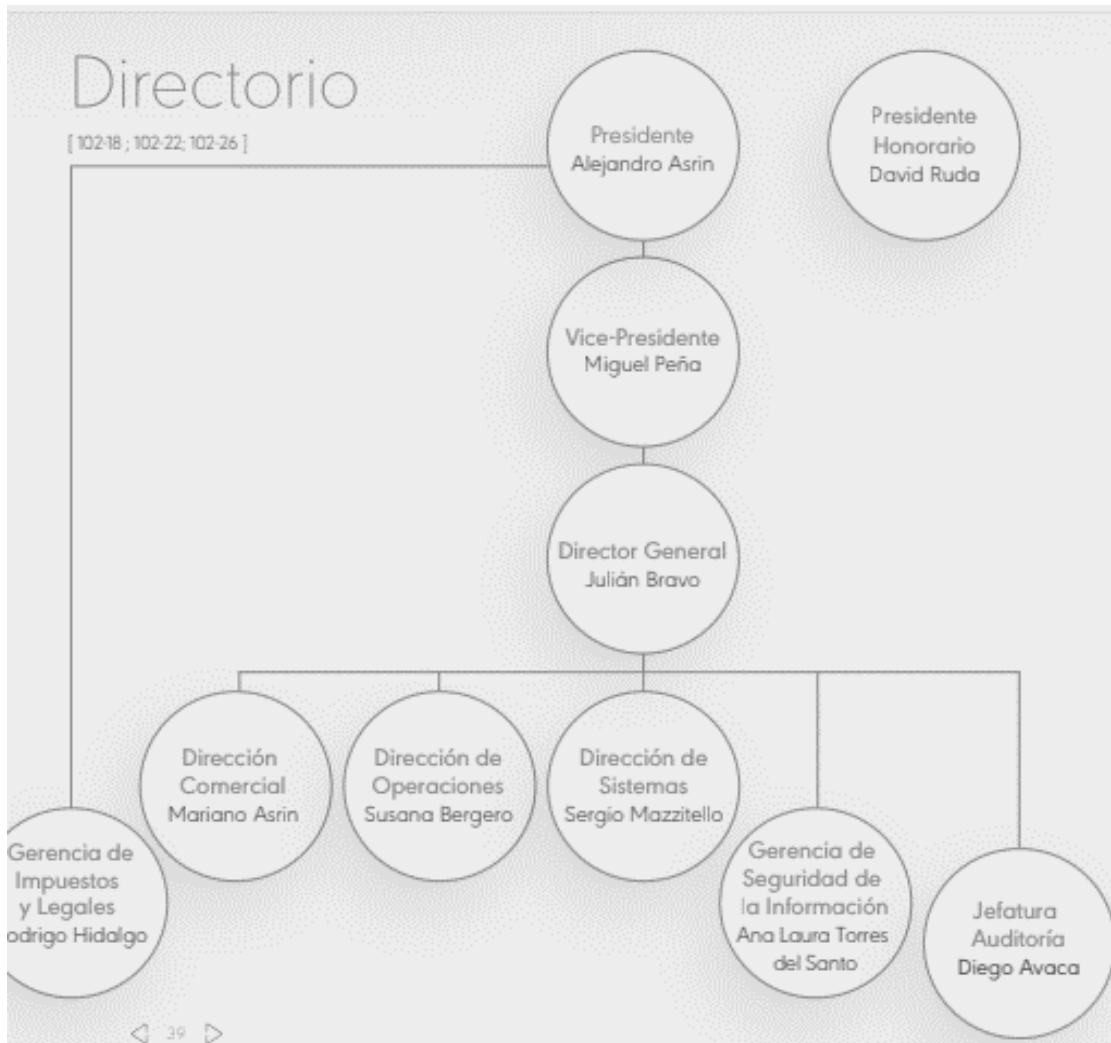 Directorio
[ 102-18 ; 102-22; 102-26 ]
Presidente
Alejandro Asrin
Presidente
Honorario
David Ruda
Vice-Presidente
Miguel Peña
Director General
Julián Bravo
Dirección
Comercial
Mariano Asrin
Dirección de
Operaciones
Susana Bergero
Dirección de
Sistemas
Sergio Mazzitello
Gerencia de
Impuestos
y Legales
odrigo Hidalgo
Gerencia de
Seguridad de
la Información
Ana Laura Torres
del Santo
Jefatura
Auditoría
Diego Avaca
39